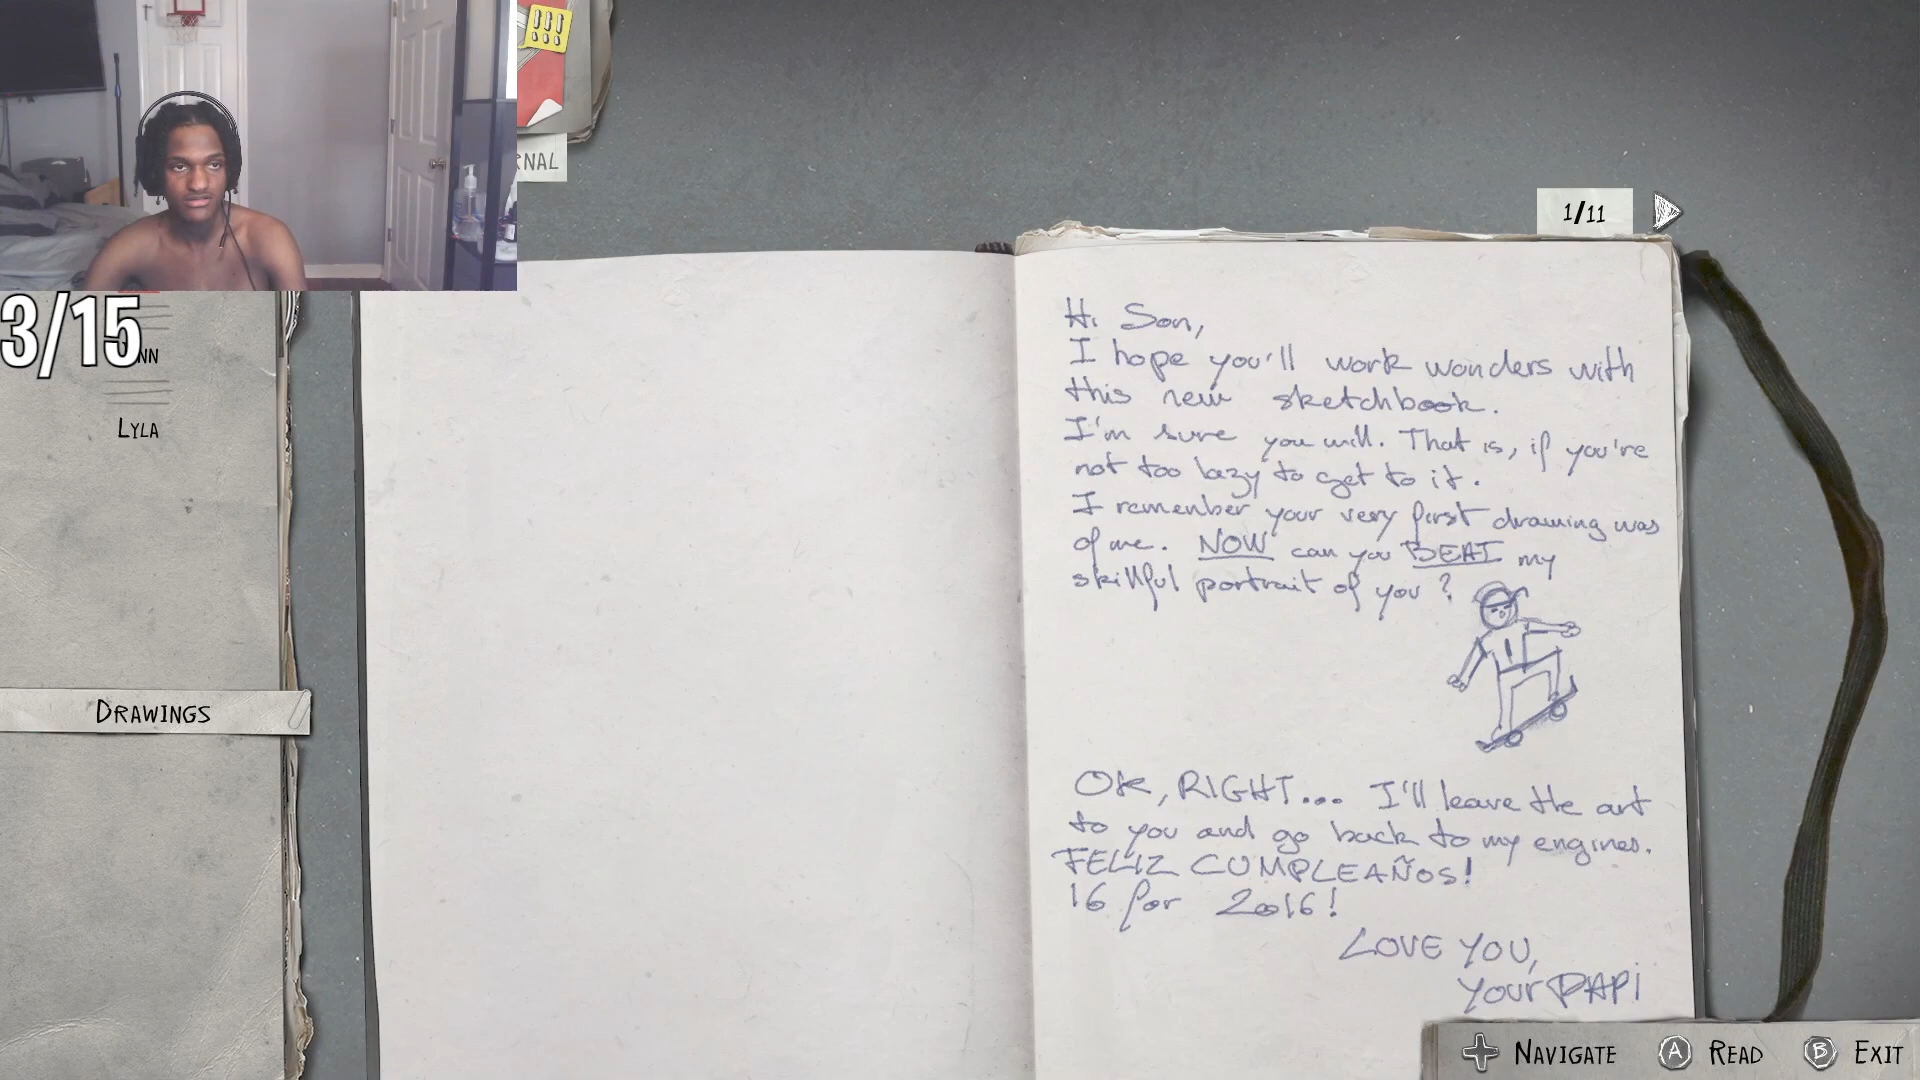 RNAL
1/11
3/15
NN
LYLA
DRAWINGS
Hi Son,
I hope you'll work wonders with
this new sketchbook.
I'm sure you will. That is, if you're
not too lazy to get to it.
I remember your very first drawing was
of me. NOW can you BEAT my
skillful portrait of you?
OK, RIGHT... I'll leave the art
to you and go back to my engines.
FELIZ CUMPLEAÑOS!
16 for 2016!
LOVE YOU,
your PAPI
NAVIGATE A READ B EXIT